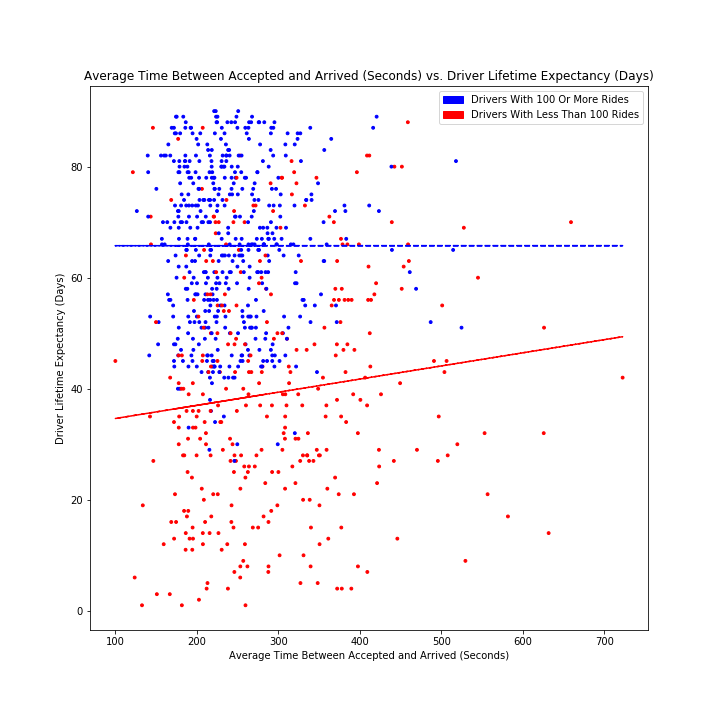 Average Time Between Accepted and Arrived (Seconds) vs. Driver Lifetime Expectancy (Days)
Drivers With 100 Or More Rides
Drivers With Less Than 100 Rides
Driver Lifetime Expectancy (Days)
80
60
40
20
0
100 200 300 400 500 600 700
Average Time Between Accepted and Arrived (Seconds)